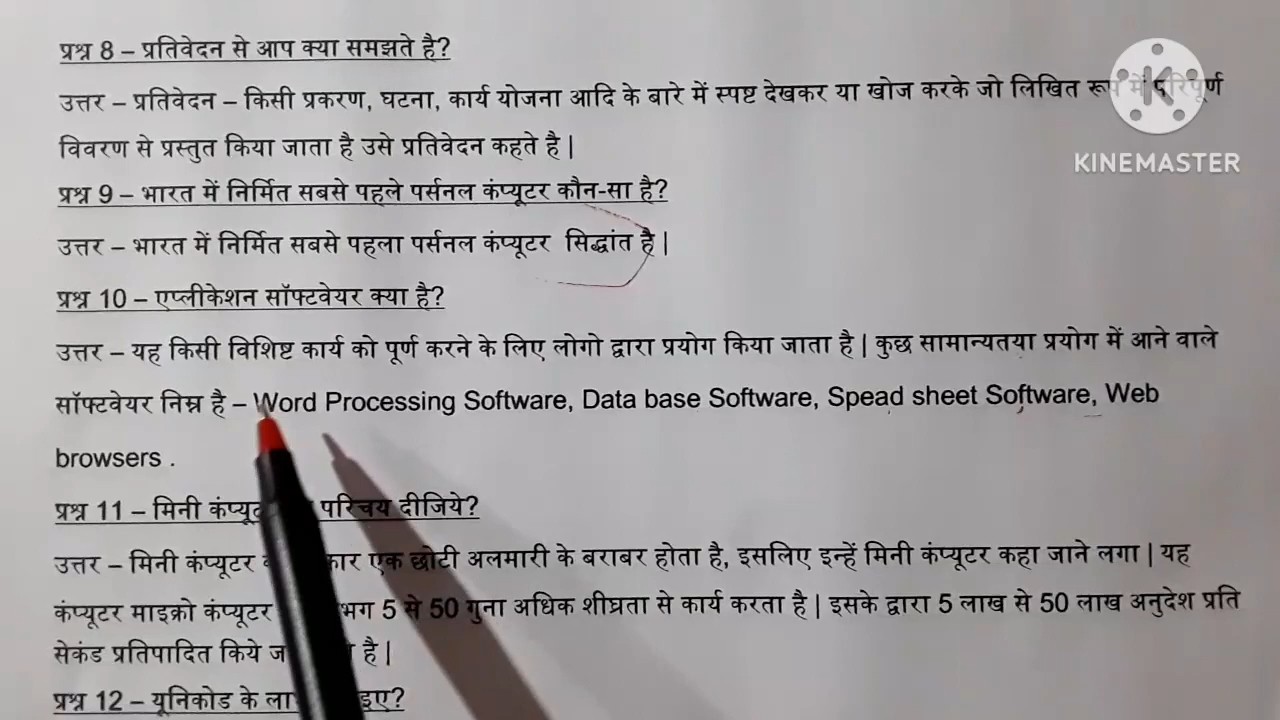 प्रश्न 8 – प्रतिवेदन से आप क्या समझते है?
उत्तर – प्रतिवेदन – किसी प्रकरण, घटना, कार्य योजना आदि के बारे में स्पष्ट देखकर या खोज करके जो लिखित रूप में परिपूर्ण
विवरण से प्रस्तुत किया जाता है उसे प्रतिवेदन कहते है |
KINEMASTER
प्रश्न 9 – भारत में निर्मित सबसे पहले पर्सनल कंप्यूटर कौन-सा है?
उत्तर – भारत में निर्मित सबसे पहला पर्सनल कंप्यूटर सिद्धांत है |
प्रश्न 10 – एप्लीकेशन सॉफ्टवेयर क्या है?
उत्तर – यह किसी विशिष्ट कार्य को पूर्ण करने के लिए लोगो द्वारा प्रयोग किया जाता है | कुछ सामान्यतया प्रयोग में आने वाले
सॉफ्टवेयर निम्न है – Word Processing Software, Data base Software, Spead sheet Software, Web
browsers .
प्रश्न 11 – मिनी परिचय दीजिये?
उत्तर – मिनी कंप्यूटर एक छोटी अलमारी के बराबर होता है, इसलिए इन्हें मिनी कंप्यूटर कहा जाने लगा | यह
कंप्यूटर माइक्रो कंप्यूटर 5 से 50 गुना अधिक शीघ्रता से कार्य करता है | इसके द्वारा 5 लाख से 50 लाख अनुदेश प्रति
सेकंड प्रतिपादित किये है |
प्रश्न 12 – यूनिकोड के